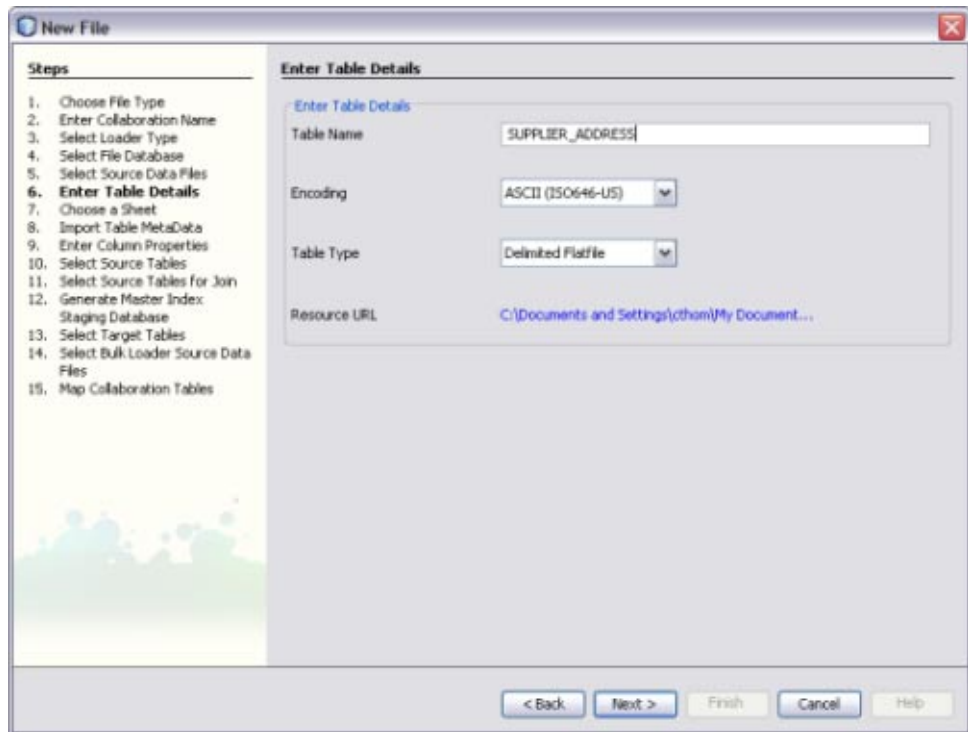 New File
Steps
1. Choose File Type
2. Enter Collaboration Name
3. Select Loader Type
4. Select File Database
5. Select Source Data Files
6. Enter Table Details
7. Choose a Sheet
8. Import Table MetaData
9. Enter Column Properties
10. Select Source Tables
11. Select Source Tables for Join
12. Generate Master Index
Staging Database
13. Select Target Tables
14. Select Bulk Loader Source Data
Files
15. Map Collaboration Tables
Enter Table Details
Enter Table Details
Table Name SUPPLIER_ADDRESS
Encoding ASCII (ISO646-US)
Table Type Delimited Flatfile
Resource URL C:\Documents and Settings\cthom\My Document...
< Back Next > Finish Cancel Help